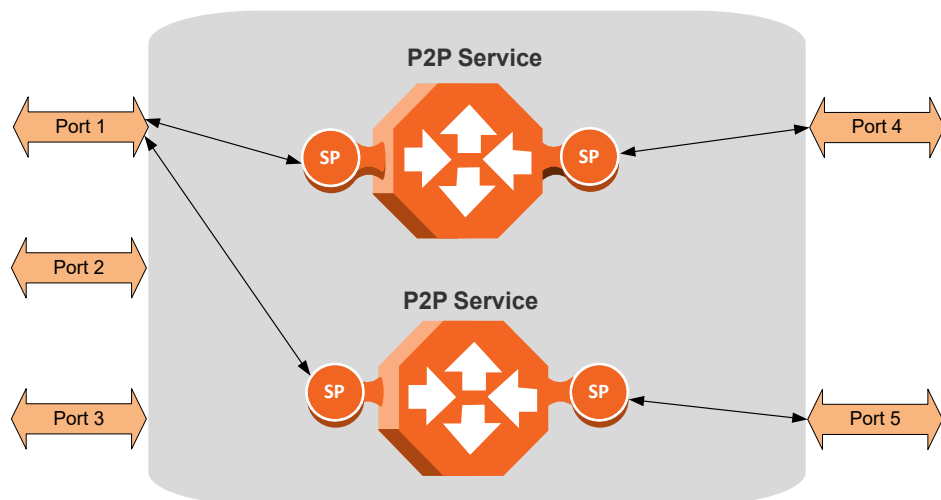 P2P Service
Port 1
SP
SP
Port 4
Port 2
P2P Service
SP
SP
Port 3
Port 5